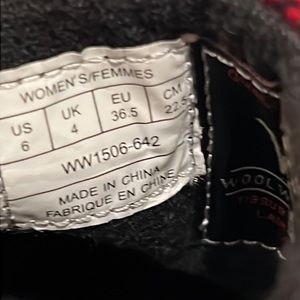 WOMEN'S/FEMMES
US UK EU CM
6 4 36.5 22.5
WW1506-642
MADE IN CHINA
FABRIQUE EN CHINE